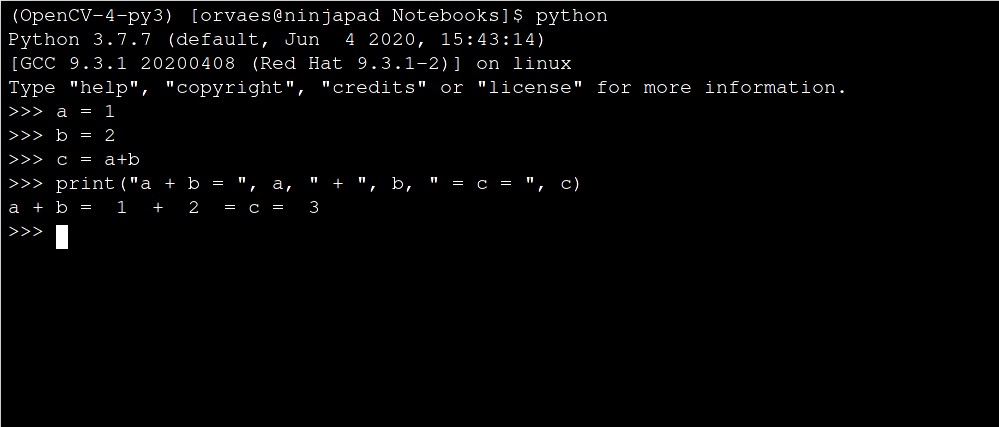 (OpenCV-4-py3) [orvaes@ninjapad Notebooks]$ python
Python 3.7.7 (default, Jun  4 2020, 15:43:14)
[GCC 9.3.1 20200408 (Red Hat 9.3.1-2)] on linux
Type "help", "copyright", "credits" or "license" for more information.
>>> a = 1
>>> b = 2
>>> c = a+b
>>> print("a + b = ", a, " + ", b, " = c = ", c)
a + b =  1  +  2  = c =  3
>>>